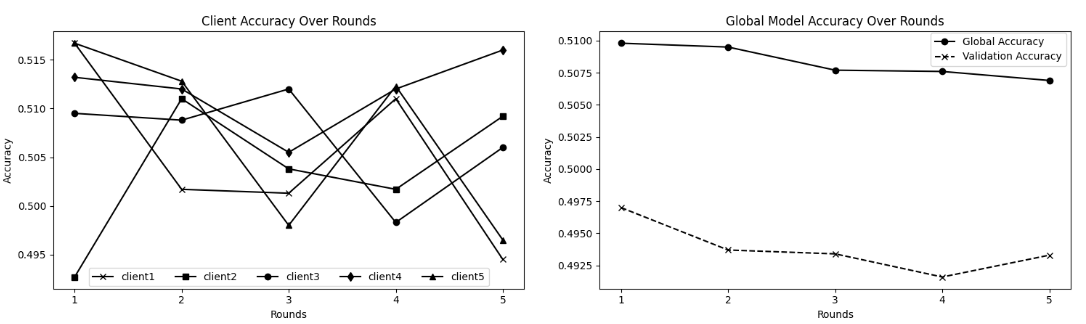 Client Accuracy Over Rounds
Accuracy
0.515
0.510
0.505
0.500
0.495
client1 client2 client3 client4 client5
1 2 3 4 5
Rounds
Global Model Accuracy Over Rounds
Accuracy
0.5100
0.5075
0.5050
0.5025
0.5000
0.4975
0.4950
0.4925
Global Accuracy
Validation Accuracy
1 2 3 4 5
Rounds